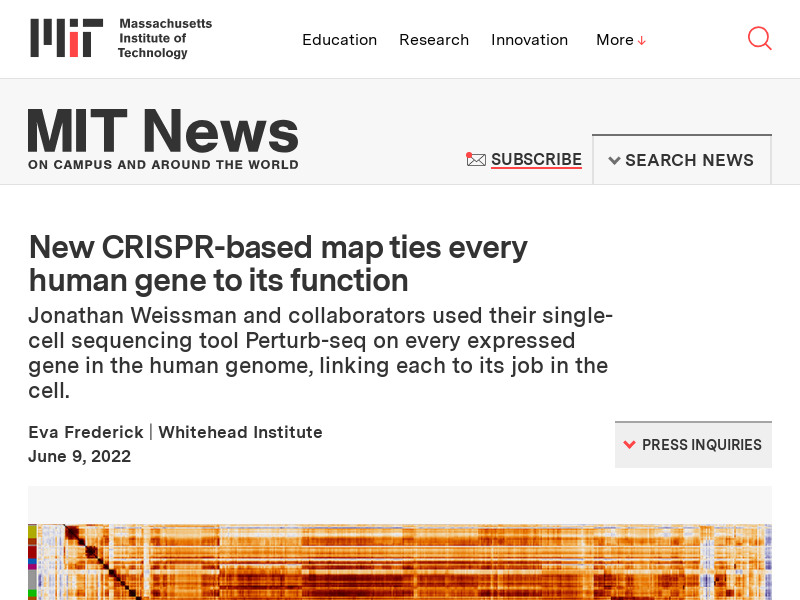 Massachusetts
Institute of
Technology
Education Research Innovation More ↓
MIT News
ON CAMPUS AND AROUND THE WORLD
SUBSCRIBE
SEARCH NEWS
New CRISPR-based map ties every
human gene to its function
Jonathan Weissman and collaborators used their single-
cell sequencing tool Perturb-seq on every expressed
gene in the human genome, linking each to its job in the
cell.
Eva Frederick | Whitehead Institute
June 9, 2022
PRESS INQUIRIES